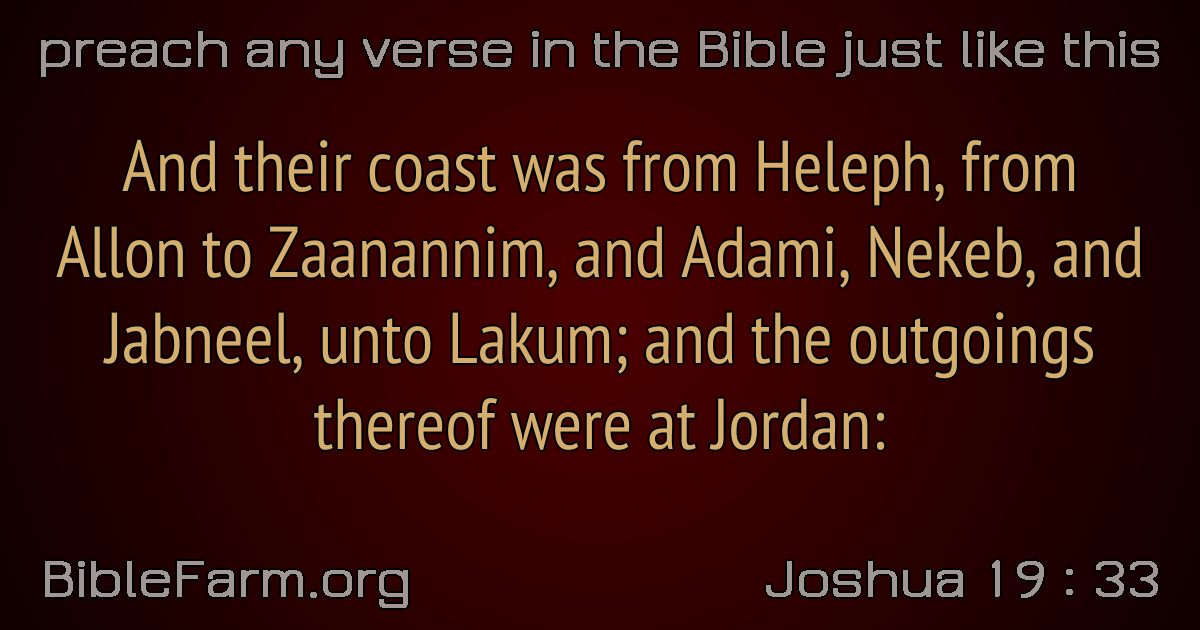 preach any verse in the Bible just like this
And their coast was from Heleph, from
Allon to Zaanannim, and Adami, Nekeb, and
Jabneel, unto Lakum; and the outgoings
thereof were at Jordan:
BibleFarm.org
Joshua 19 : 33